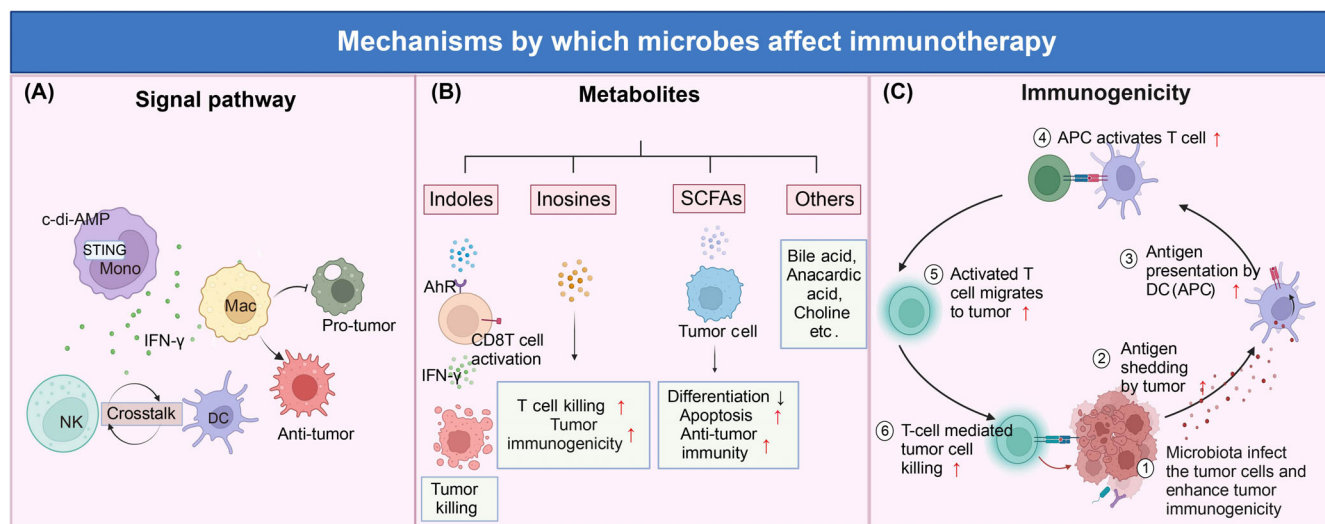 Mechanisms by which microbes affect immunotherapy
(A)
Signal pathway
c-di-AMP
STING
Mono
Mac
Pro-tumor
IFN-γ
NK
Crosstalk
DC
Anti-tumor
(B)
Metabolites
Indoles
Inosines
SCFAs
Others
AhR
CD8T cell
activation
IFN-γ
Tumor
killing
T cell killing ↑
Tumor
immunogenicity ↑
Tumor cell
Differentiation ↓
Apoptosis ↑
Anti-tumor
immunity ↑
Bile acid,
Anacardic
acid,
Choline
etc.
(C)
Immunogenicity
④ APC activates T cell ↑
③ Antigen
presentation by
DC (APC) ↑
⑤ Activated T
cell migrates
to tumor ↑
② Antigen
shedding
by tumor ↑
⑥ T-cell mediated
tumor cell
killing ↑
① Microbiota infect
the tumor cells and
enhance tumor
immunogenicity